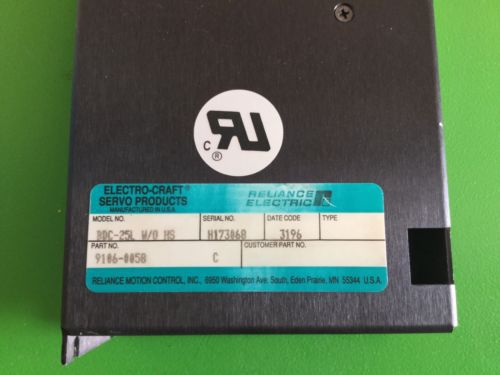 C RU ®
ELECTRO-CRAFT® RELIANCE
SERVO PRODUCTS ELECTRIC
MANUFACTURED IN U.S.A.
MODEL NO. SERIAL NO. DATE CODE TYPE
BDC-25L W/O HS H173068 3196
PART NO. CUSTOMER PART NO.
9106-0058 C
RELIANCE MOTION CONTROL, INC., 6950 Washington Ave. South, Eden Prairie, MN 55344 U.S.A.